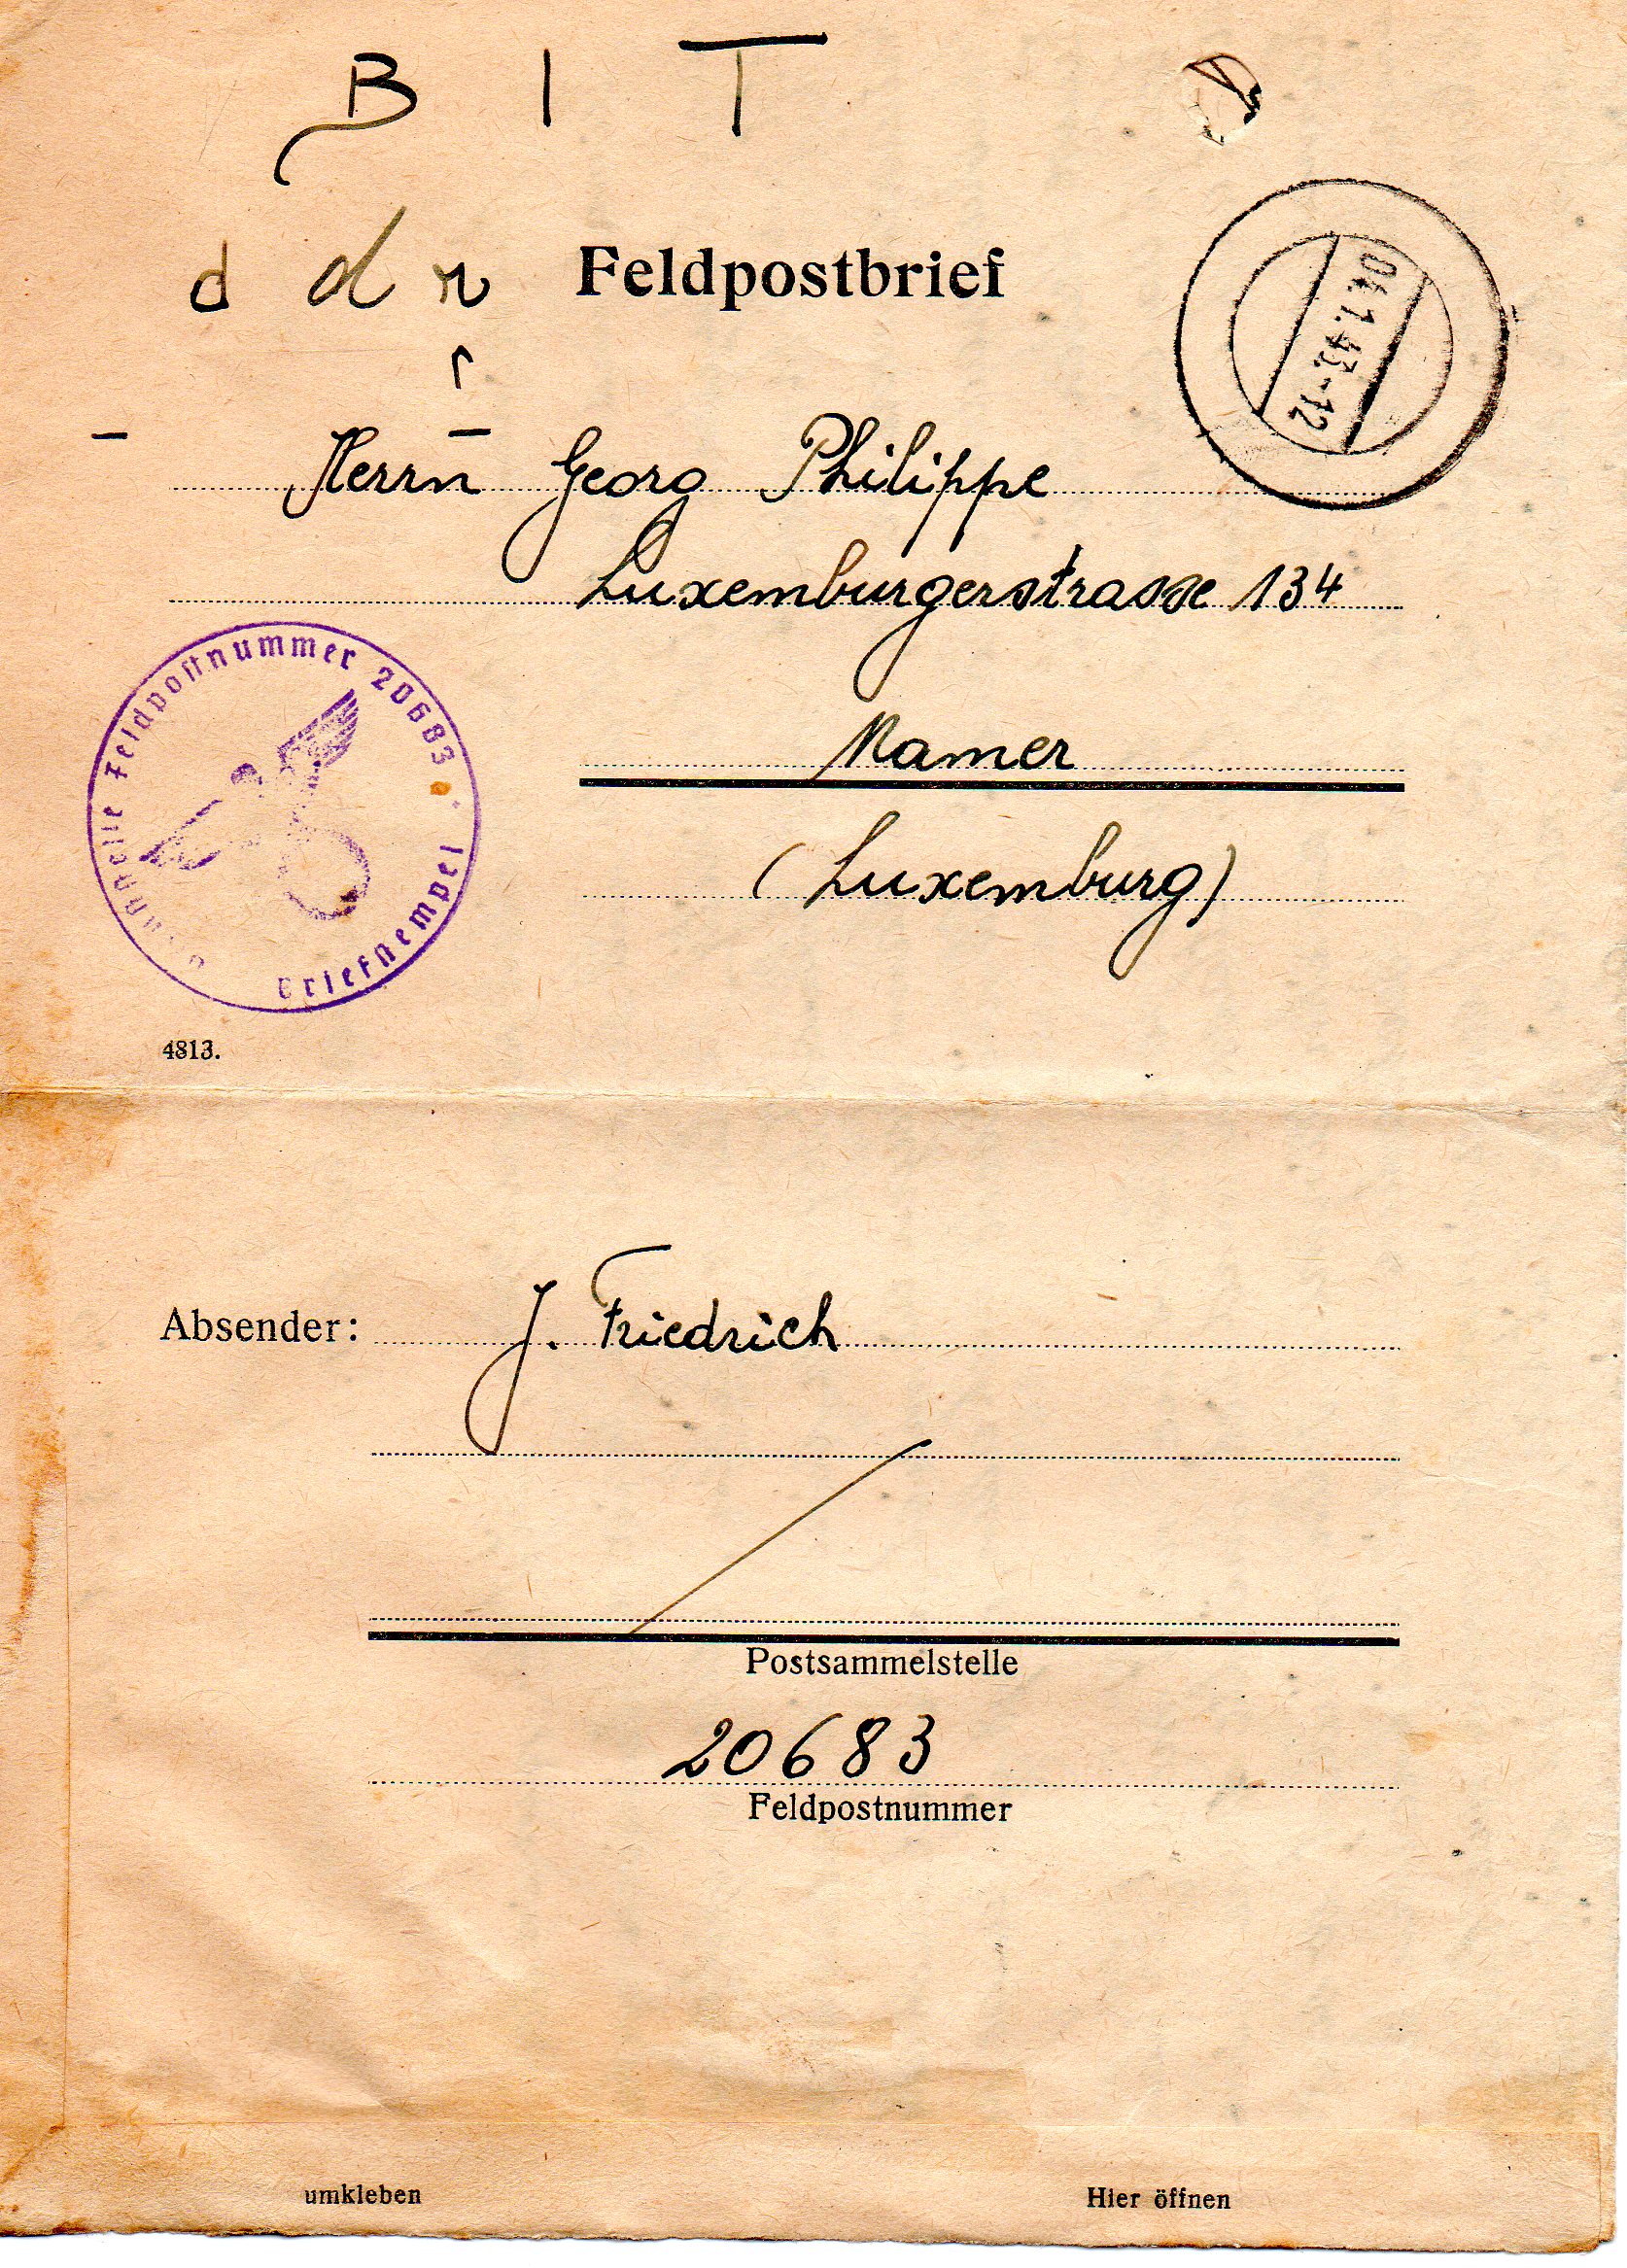 B I T
d d r Feldpostbrief
r
04.1.43.-12
Herrn Georg Philippe
Luxemburgerstrasse 134
Feldpostnummer 20683
Mamer
(Luxemburg)
Briefstempel
4813.
Absender: J. Friedrich
Postsammelstelle
20683
Feldpostnummer
umkleben Hier öffnen